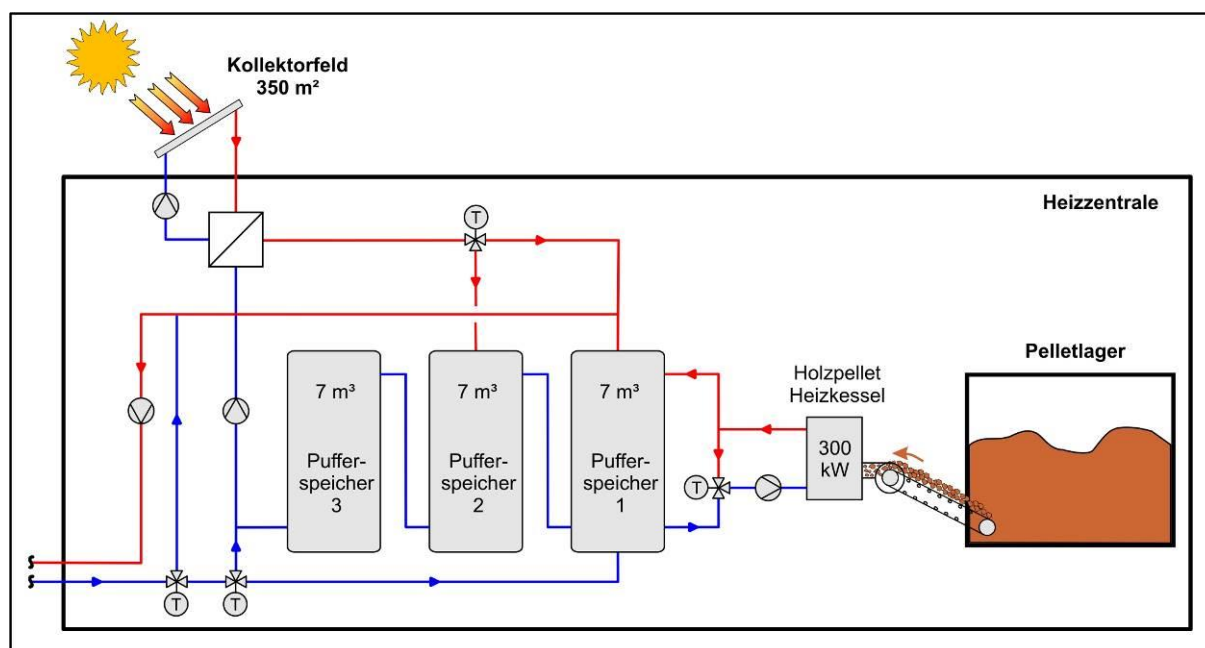 Kollektorfeld
350 m²
Heizzentrale
T
Pelletlager
7 m³
7 m³
7 m³
Holzpellet
Heizkessel
300
kW
Puffer-
speicher
3
Puffer-
speicher
2
Puffer-
speicher
1
T
T
T